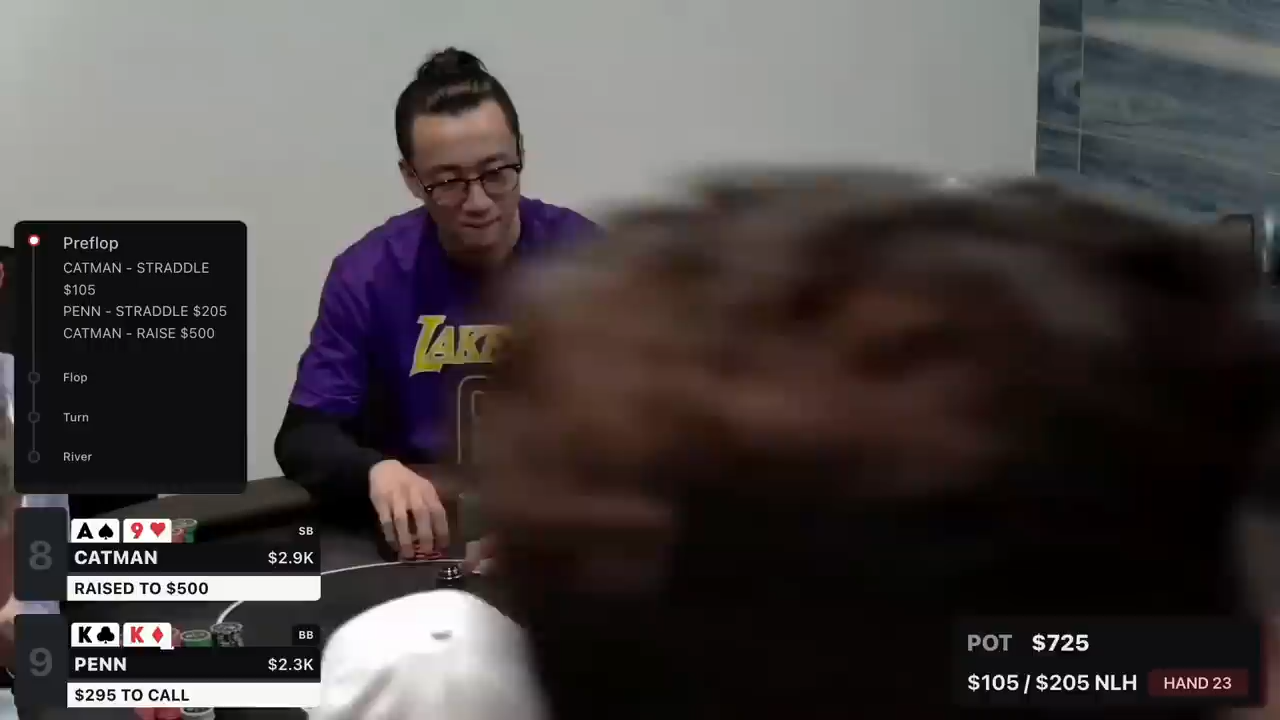 LAKE
Preflop
CATMAN - STRADDLE
$105
PENN - STRADDLE $205
CATMAN - RAISE $500
Flop
Turn
River
8
A♠ 9♥
SB
CATMAN $2.9K
RAISED TO $500
9
K♣ K♦
BB
PENN $2.3K
$295 TO CALL
POT $725
$105 / $205 NLH HAND 23